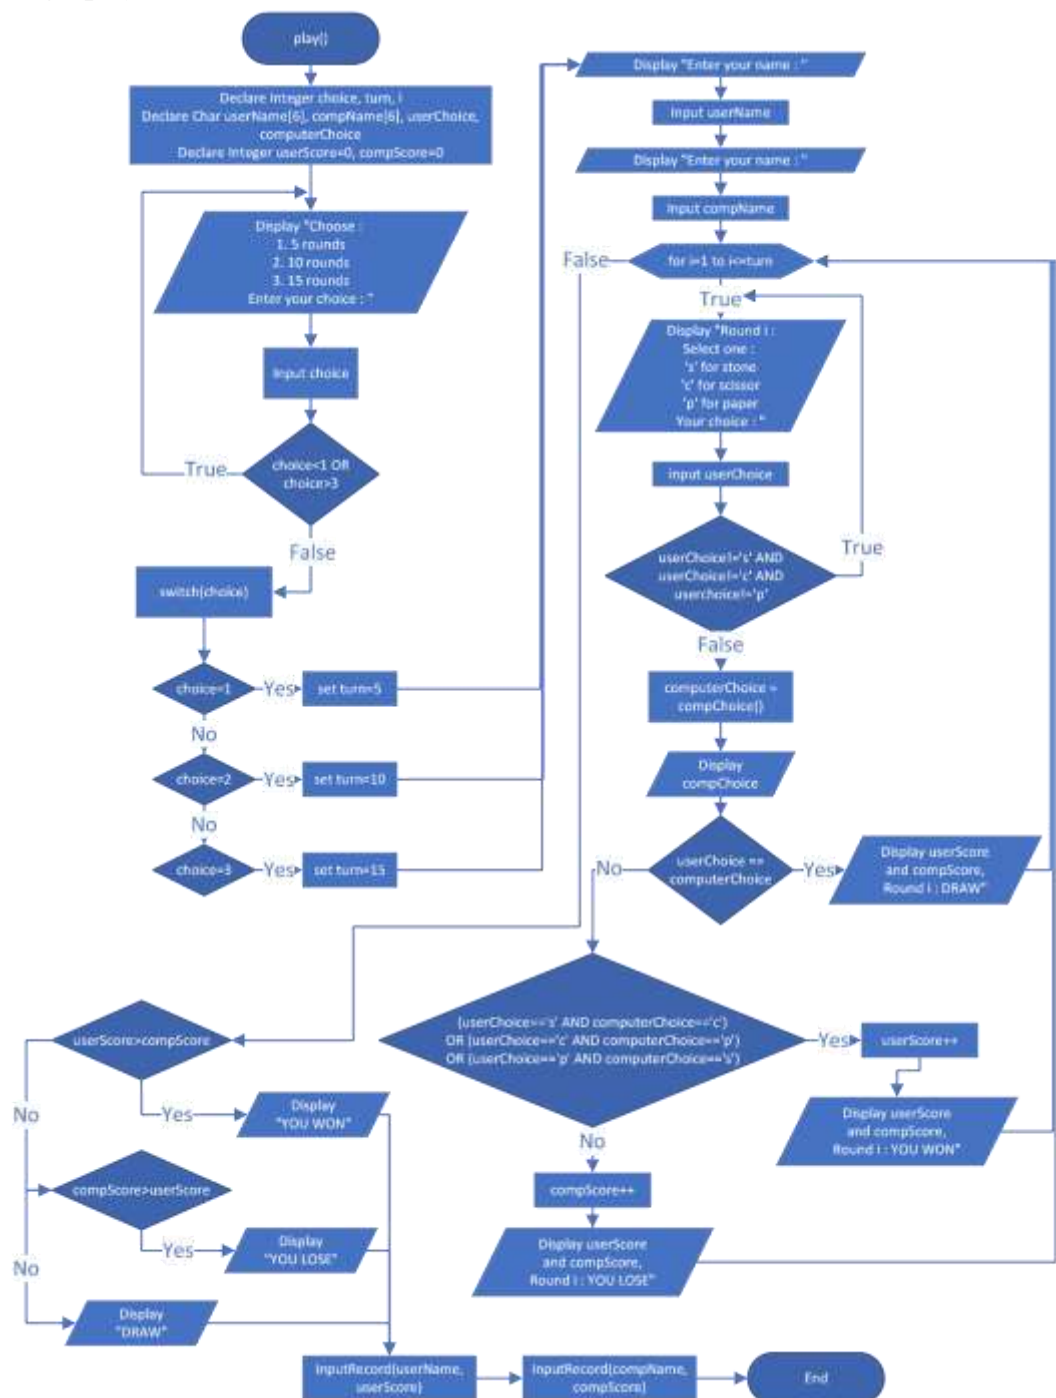 play()
Declare Integer choice, turn, i
Declare Char userName[6], compName[6], userChoice,
computerChoice
Declare Integer userScore=0, compScore=0
Display "Choose :
1. 5 rounds
2. 10 rounds
3. 15 rounds
Enter your choice : "
Input choice
choice<1 OR
choice>3
True
False
switch(choice)
choice=1
Yes
set turn=5
No
choice=2
Yes
set turn=10
No
choice=3
Yes
set turn=15
Display "Enter your name : "
Input userName
Display "Enter your name : "
Input compName
for i=1 to i<=turn
False
True
Display "Round i :
Select one :
's' for stone
'c' for scissor
'p' for paper
Your choice : "
input userChoice
userChoice!='s' AND
userChoice!='c' AND
userchoice!='p'
True
False
computerChoice =
compChoice()
Display
compChoice
userChoice ==
computerChoice
No
Yes
Display userScore
and compScore,
Round i : DRAW"
(userChoice=='s' AND computerChoice=='c')
OR (userChoice=='c' AND computerChoice=='p')
OR (userChoice=='p' AND computerChoice=='s')
Yes
userScore++
Display userScore
and compScore,
Round i : YOU WON"
No
compScore++
Display userScore
and compScore,
Round i : YOU LOSE"
userScore>compScore
Yes
Display
"YOU WON"
No
compScore>userScore
Yes
Display
"YOU LOSE"
No
Display
"DRAW"
inputRecord(userName,
userScore)
inputRecord(compName,
compScore)
End